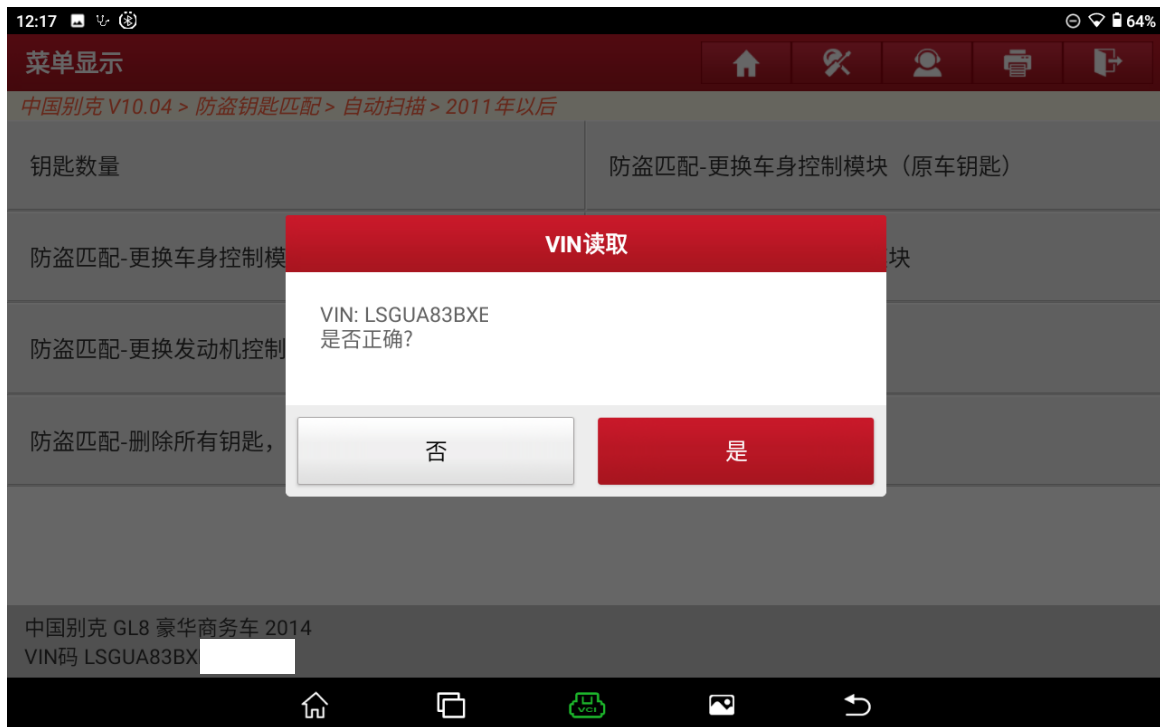 12:17
64%
菜单显示
中国别克 V10.04 > 防盗钥匙匹配 > 自动扫描 > 2011年以后
钥匙数量
防盗匹配-更换车身控制模块（原车钥匙）
防盗匹配-更换车身控制模
块
VIN读取
VIN: LSGUA83BXE
是否正确?
防盗匹配-更换发动机控制
防盗匹配-删除所有钥匙，
否
是
中国别克 GL8 豪华商务车 2014
VIN码 LSGUA83BX
VCI